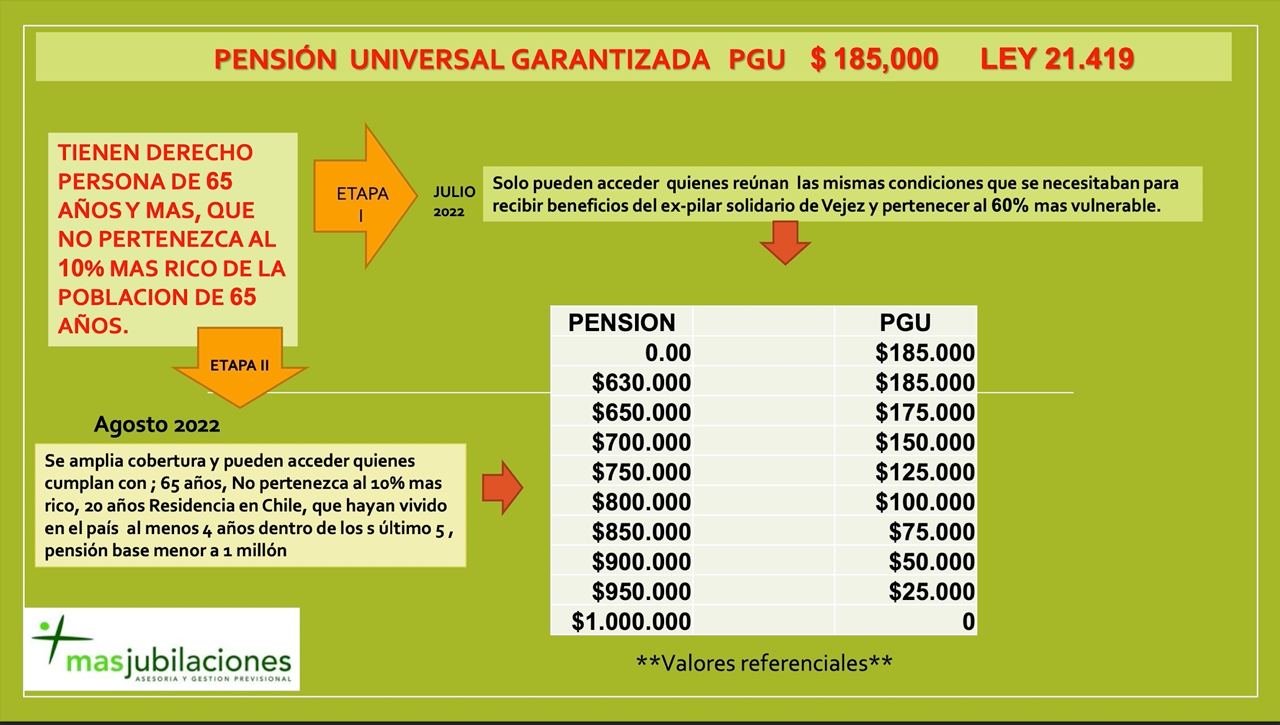 PENSIÓN UNIVERSAL GARANTIZADA PGU $ 185,000 LEY 21.419
TIENEN DERECHO
PERSONA DE 65
AÑOS Y MAS, QUE
NO PERTENEZCA AL
10% MAS RICO DE LA
POBLACION DE 65
AÑOS.
ETAPA
I
JULIO
2022
Solo pueden acceder quienes reúnan las mismas condiciones que se necesitaban para
recibir beneficios del ex-pilar solidario de Vejez y pertenecer al 60% mas vulnerable.
ETAPA II
Agosto 2022
Se amplia cobertura y pueden acceder quienes
cumplan con ; 65 años, No pertenezca al 10% mas
rico, 20 años Residencia en Chile, que hayan vivido
en el país al menos 4 años dentro de los s último 5 ,
pensión base menor a 1 millón
PENSION PGU
0.00 $185.000
$630.000 $185.000
$650.000 $175.000
$700.000 $150.000
$750.000 $125.000
$800.000 $100.000
$850.000 $75.000
$900.000 $50.000
$950.000 $25.000
$1.000.000 0
**Valores referenciales**
masjubilaciones
ASESORIA Y GESTION PREVISIONAL